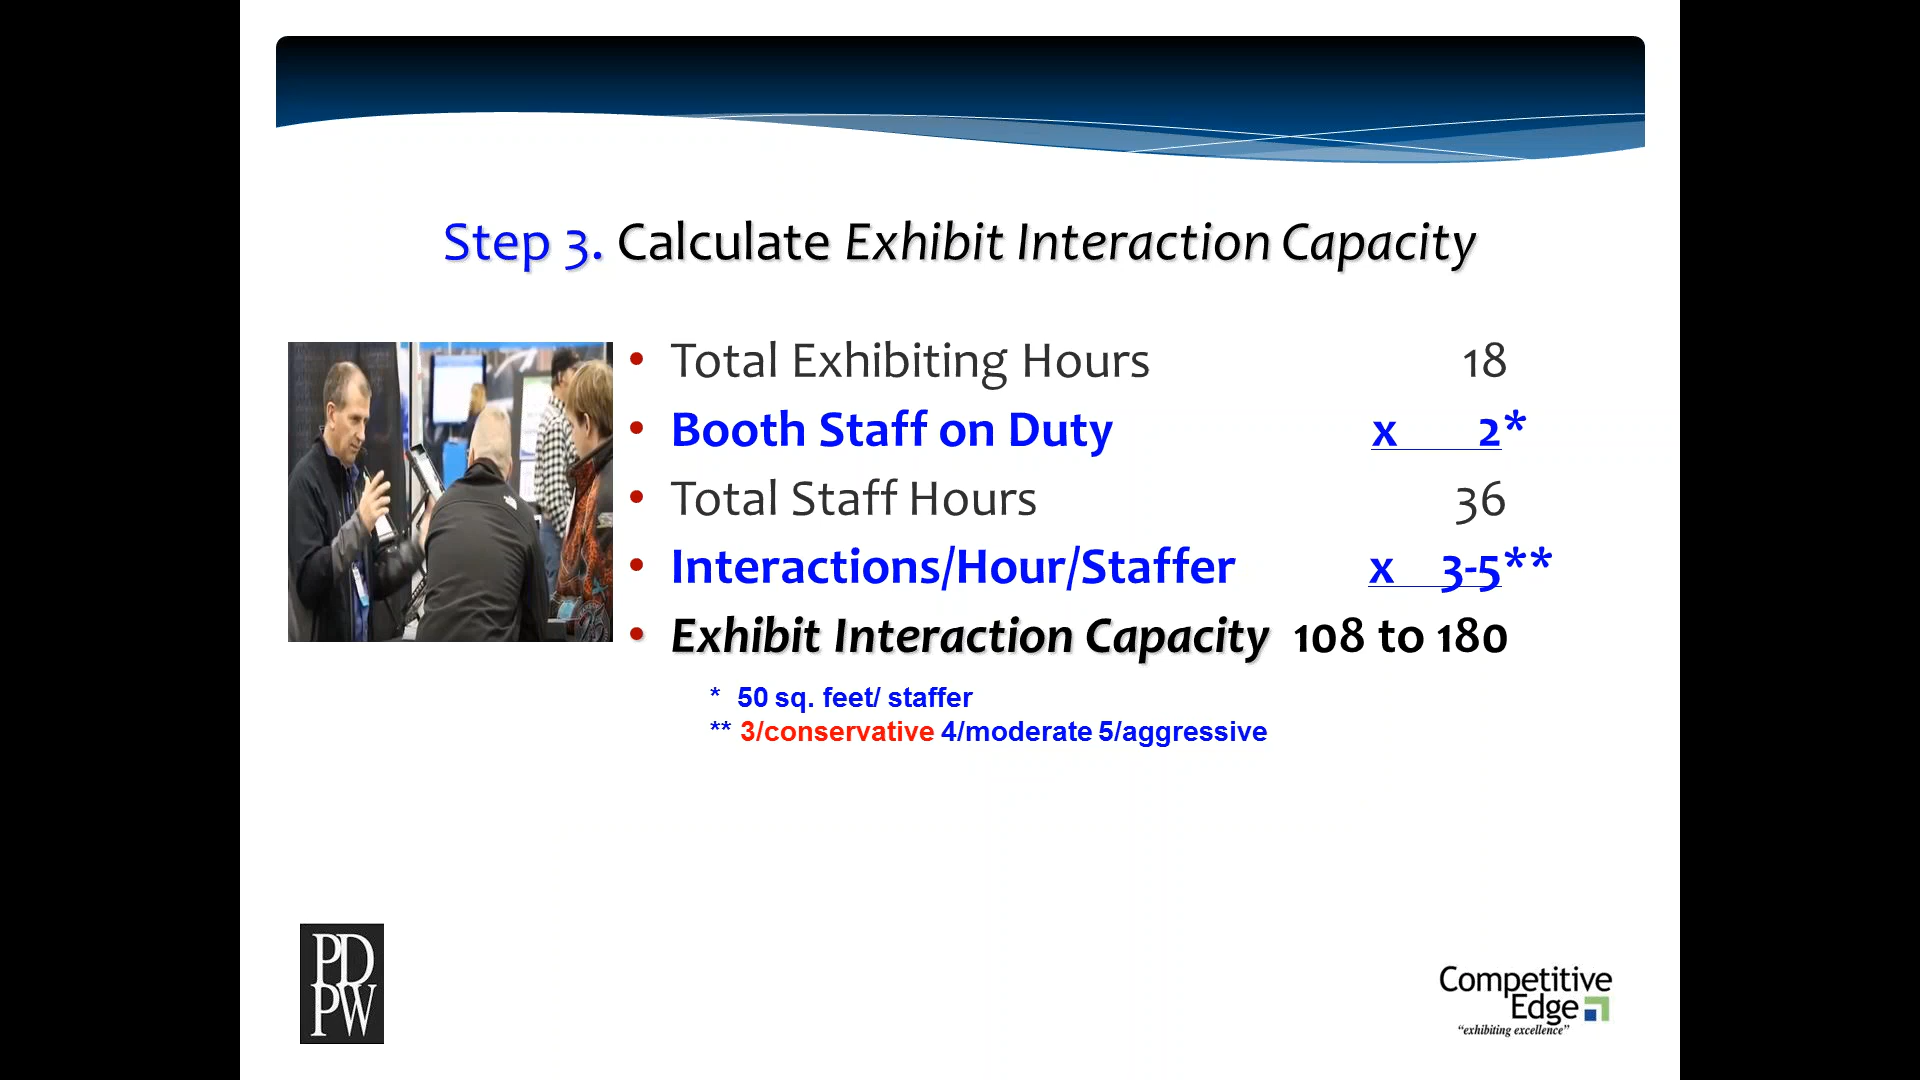 Step 3. Calculate Exhibit Interaction Capacity
• Total Exhibiting Hours 18
• Booth Staff on Duty x 2*
• Total Staff Hours 36
• Interactions/Hour/Staffer x 3-5**
• Exhibit Interaction Capacity 108 to 180
* 50 sq. feet/ staffer
** 3/conservative 4/moderate 5/aggressive
PD
PW
Competitive
Edge
“exhibiting excellence”